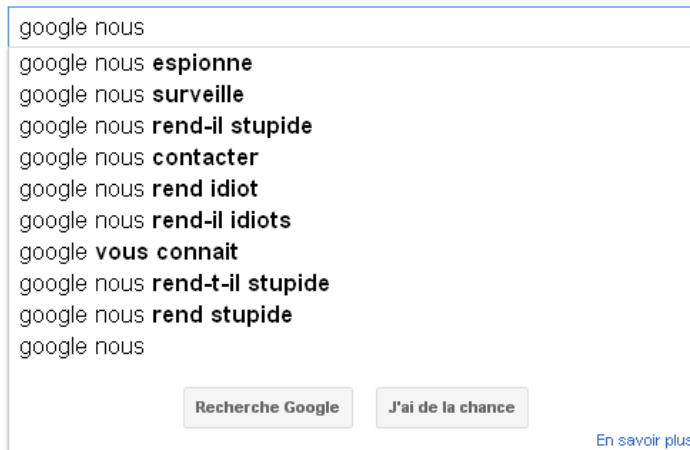 google nous
google nous espionne
google nous surveille
google nous rend-il stupide
google nous contacter
google nous rend idiot
google nous rend-il idiots
google vous connait
google nous rend-t-il stupide
google nous rend stupide
google nous
Recherche Google J'ai de la chance
En savoir plus